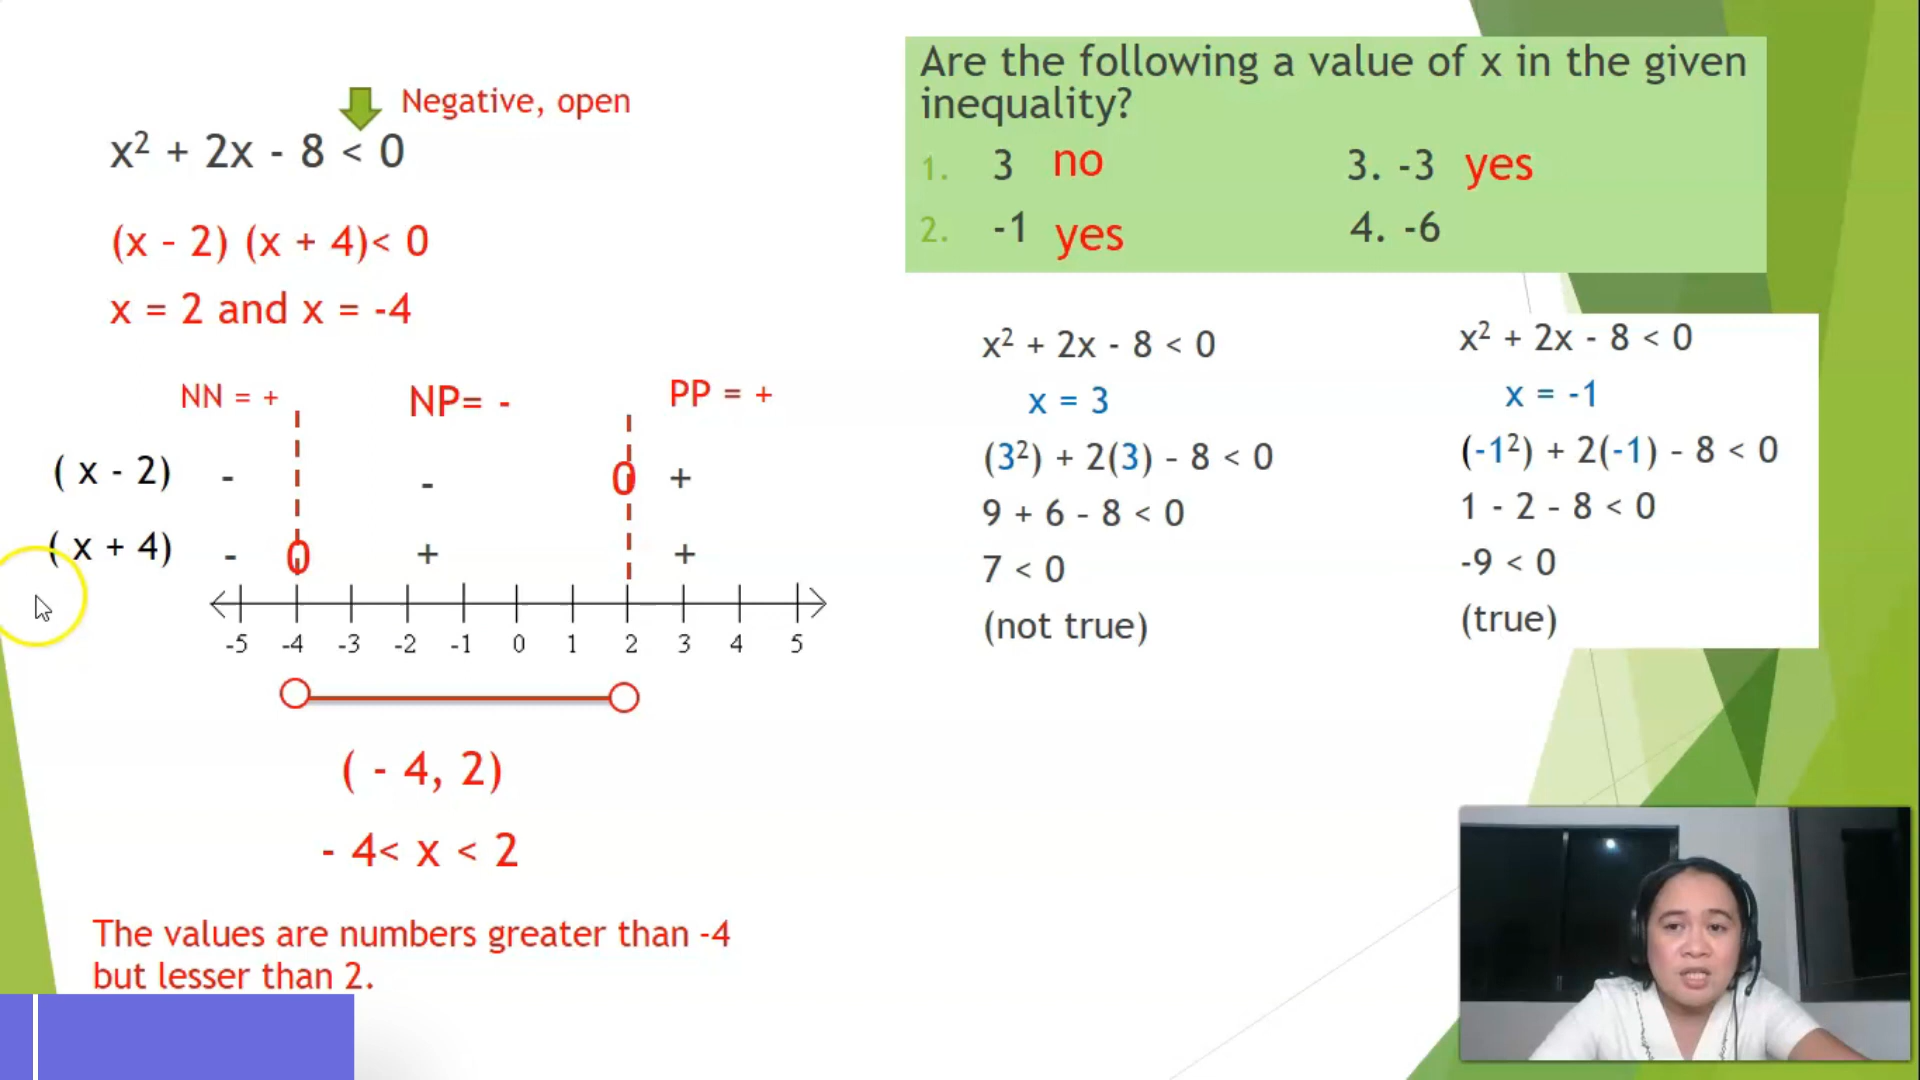 Negative, open
x² + 2x - 8 < 0
(x - 2) (x + 4)< 0
x = 2 and x = -4
NN = + NP= - PP = +
( x - 2) - - 0 +
( x + 4) - 0 + +
-5 -4 -3 -2 -1 0 1 2 3 4 5
( - 4, 2)
- 4< x < 2
The values are numbers greater than -4
but lesser than 2.
Are the following a value of x in the given
inequality?
1. 3 no 3. -3 yes
2. -1 yes 4. -6
x² + 2x - 8 < 0
x = 3
(3²) + 2(3) - 8 < 0
9 + 6 - 8 < 0
7 < 0
(not true)
x² + 2x - 8 < 0
x = -1
(-1²) + 2(-1) - 8 < 0
1 - 2 - 8 < 0
-9 < 0
(true)